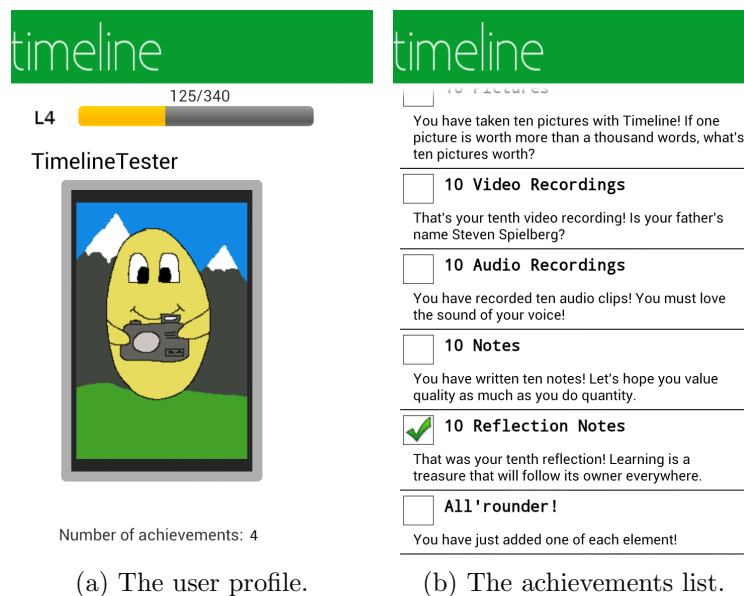 timeline
125/340
L4
TimelineTester
Number of achievements: 4
(a) The user profile.
timeline
10 Pictures
You have taken ten pictures with Timeline! If one
picture is worth more than a thousand words, what's
ten pictures worth?
10 Video Recordings
That's your tenth video recording! Is your father's
name Steven Spielberg?
10 Audio Recordings
You have recorded ten audio clips! You must love
the sound of your voice!
10 Notes
You have written ten notes! Let's hope you value
quality as much as you do quantity.
10 Reflection Notes
That was your tenth reflection! Learning is a
treasure that will follow its owner everywhere.
All'rounder!
You have just added one of each element!
(b) The achievements list.